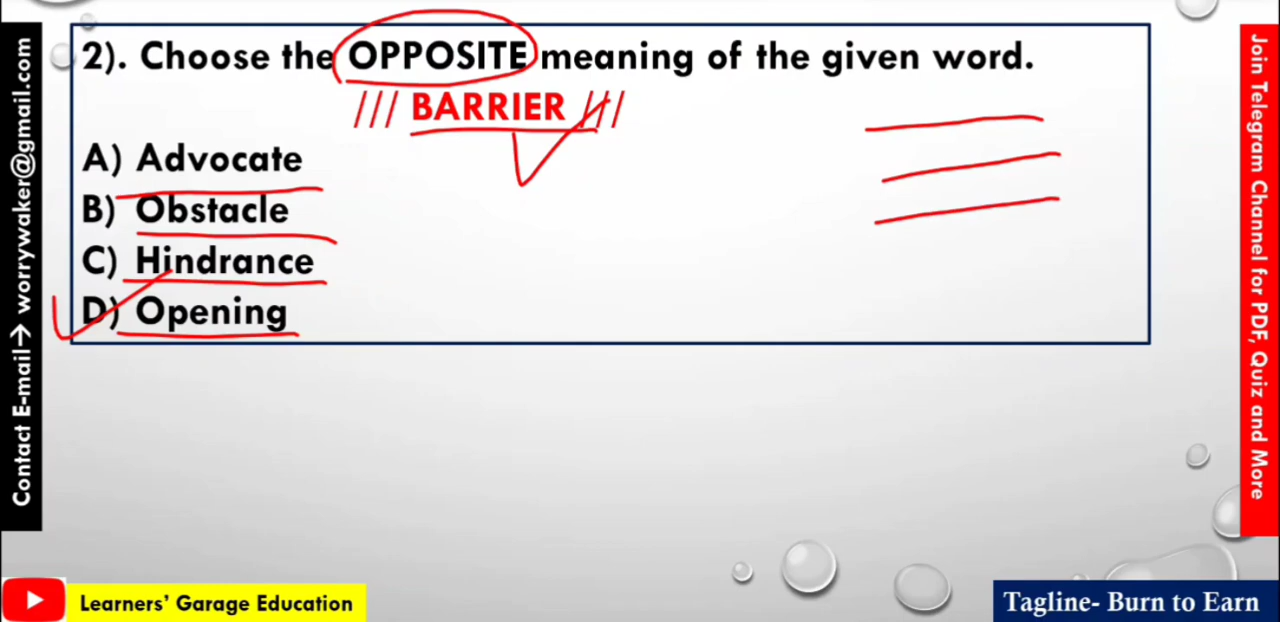 2). Choose the OPPOSITE meaning of the given word.
/// BARRIER ///
A) Advocate
B) Obstacle
C) Hindrance
D) Opening
Contact E-mail→ worrywaker@gmail.com
Join Telegram Channel for PDF, Quiz and More
Learners' Garage Education
Tagline- Burn to Earn